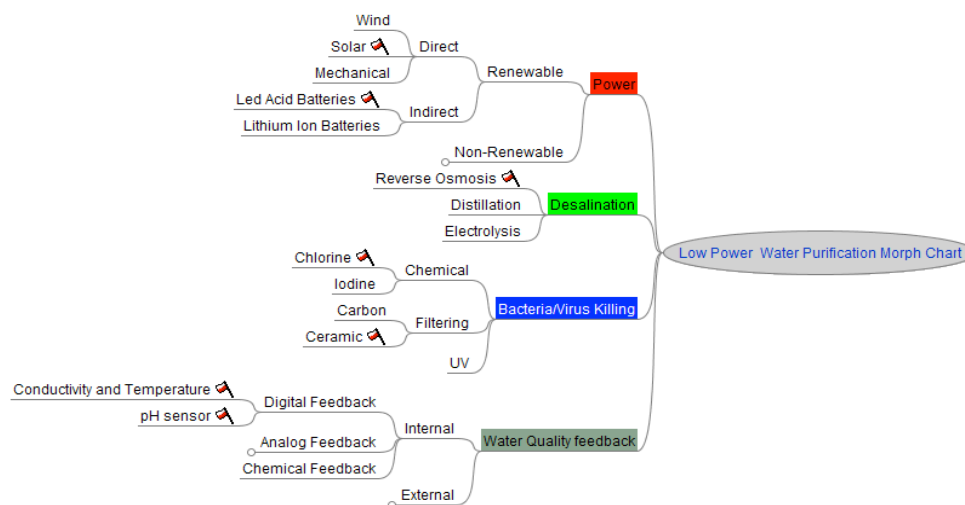 Wind
Solar
Direct
Mechanical
Renewable
Power
Led Acid Batteries
Indirect
Lithium Ion Batteries
Non-Renewable
Reverse Osmosis
Distillation
Desalination
Electrolysis
Low Power  Water Purification Morph Chart
Chlorine
Chemical
Iodine
Carbon
Bacteria/Virus Killing
Filtering
Ceramic
UV
Conductivity and Temperature
Digital Feedback
pH sensor
Internal
Water Quality feedback
Analog Feedback
Chemical Feedback
External